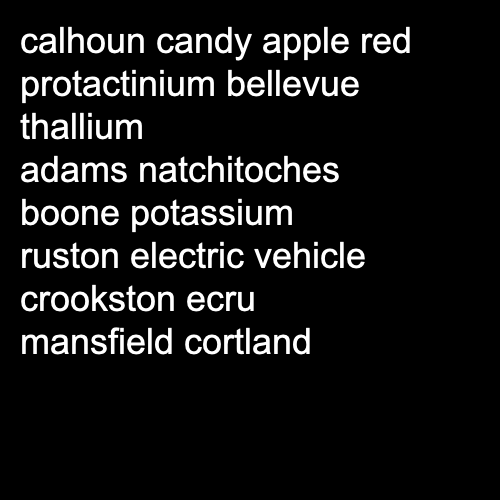 calhoun candy apple red
protactinium bellevue
thallium
adams natchitoches
boone potassium
ruston electric vehicle
crookston ecru
mansfield cortland